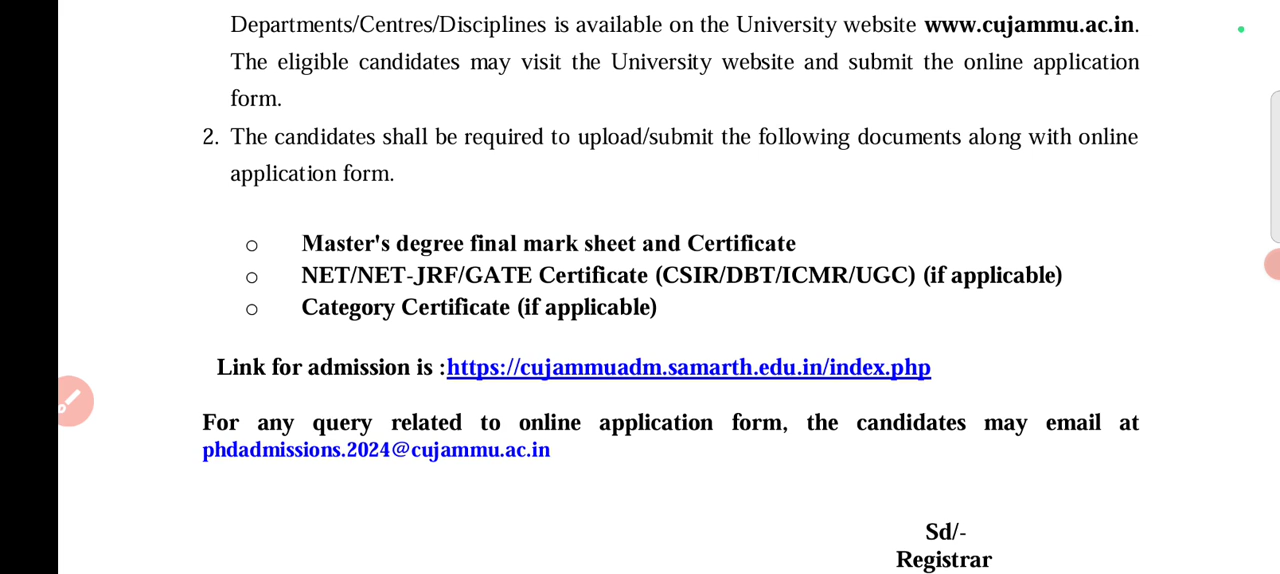 Departments/Centres/Disciplines is available on the University website www.cujammu.ac.in.
The eligible candidates may visit the University website and submit the online application
form.
2. The candidates shall be required to upload/submit the following documents along with online
application form.
o Master's degree final mark sheet and Certificate
o NET/NET-JRF/GATE Certificate (CSIR/DBT/ICMR/UGC) (if applicable)
o Category Certificate (if applicable)
Link for admission is :https://cujammuadm.samarth.edu.in/index.php
For any query related to online application form, the candidates may email at
phdadmissions.2024@cujammu.ac.in
Sd/-
Registrar